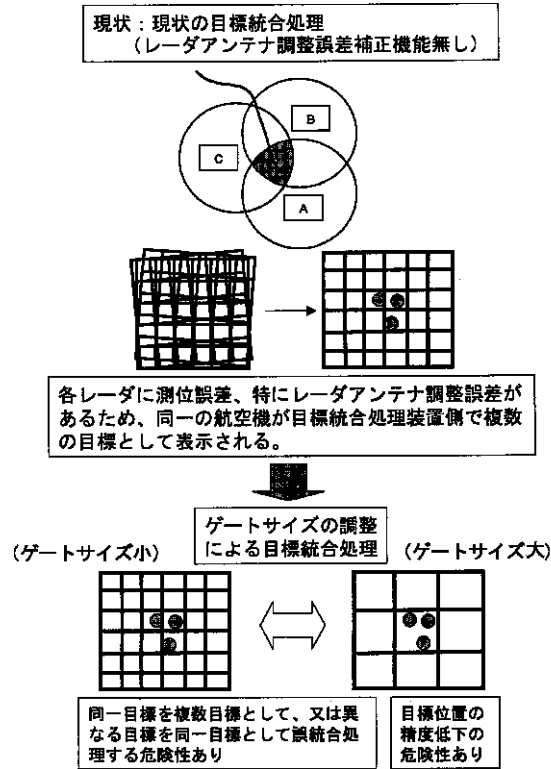 現状：現状の目標統合処理
（レーダアンテナ調整誤差補正機能無し）
B
C
A
各レーダに測位誤差、特にレーダアンテナ調整誤差が
あるため、同一の航空機が目標統合処理装置側で複数
の目標として表示される。
ゲートサイズの調整
による目標統合処理
（ゲートサイズ小）
（ゲートサイズ大）
同一目標を複数目標として、又は異
なる目標を同一目標として誤統合処
理する危険性あり
目標位置の
精度低下の
危険性あり